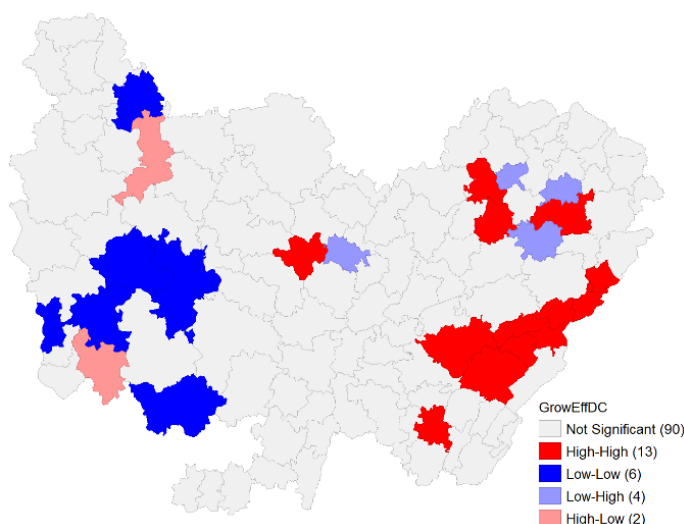 GrowEffDC
Not Significant (90)
High-High (13)
Low-Low (6)
Low-High (4)
High-Low (2)